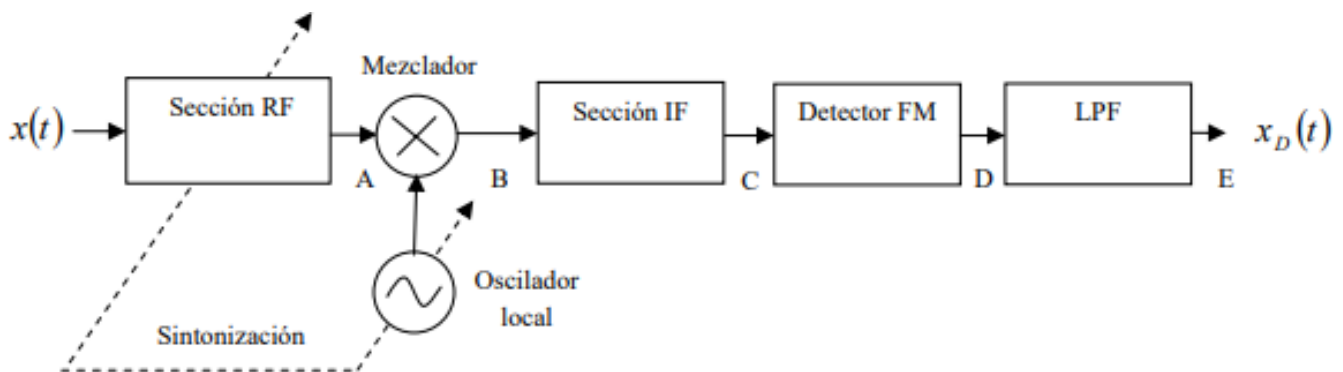 Mezclador
x(t)
Sección RF
Sección IF
Detector FM
LPF
x_D(t)
A
B
C
D
E
Oscilador
local
Sintonización